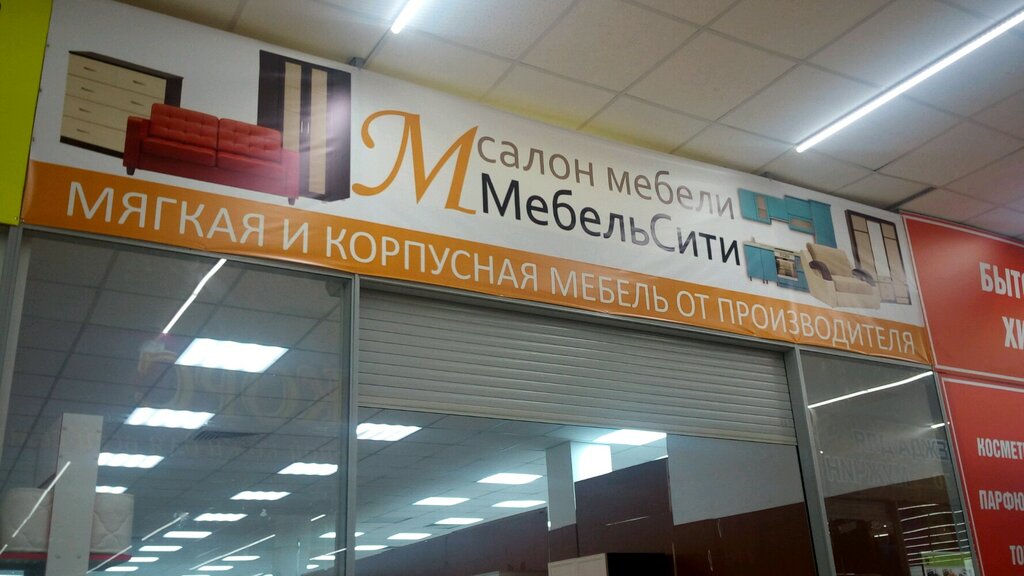 М салон мебели
МебельСити
МЯГКАЯ И КОРПУСНАЯ МЕБЕЛЬ ОТ ПРОИЗВОДИТЕЛЯ